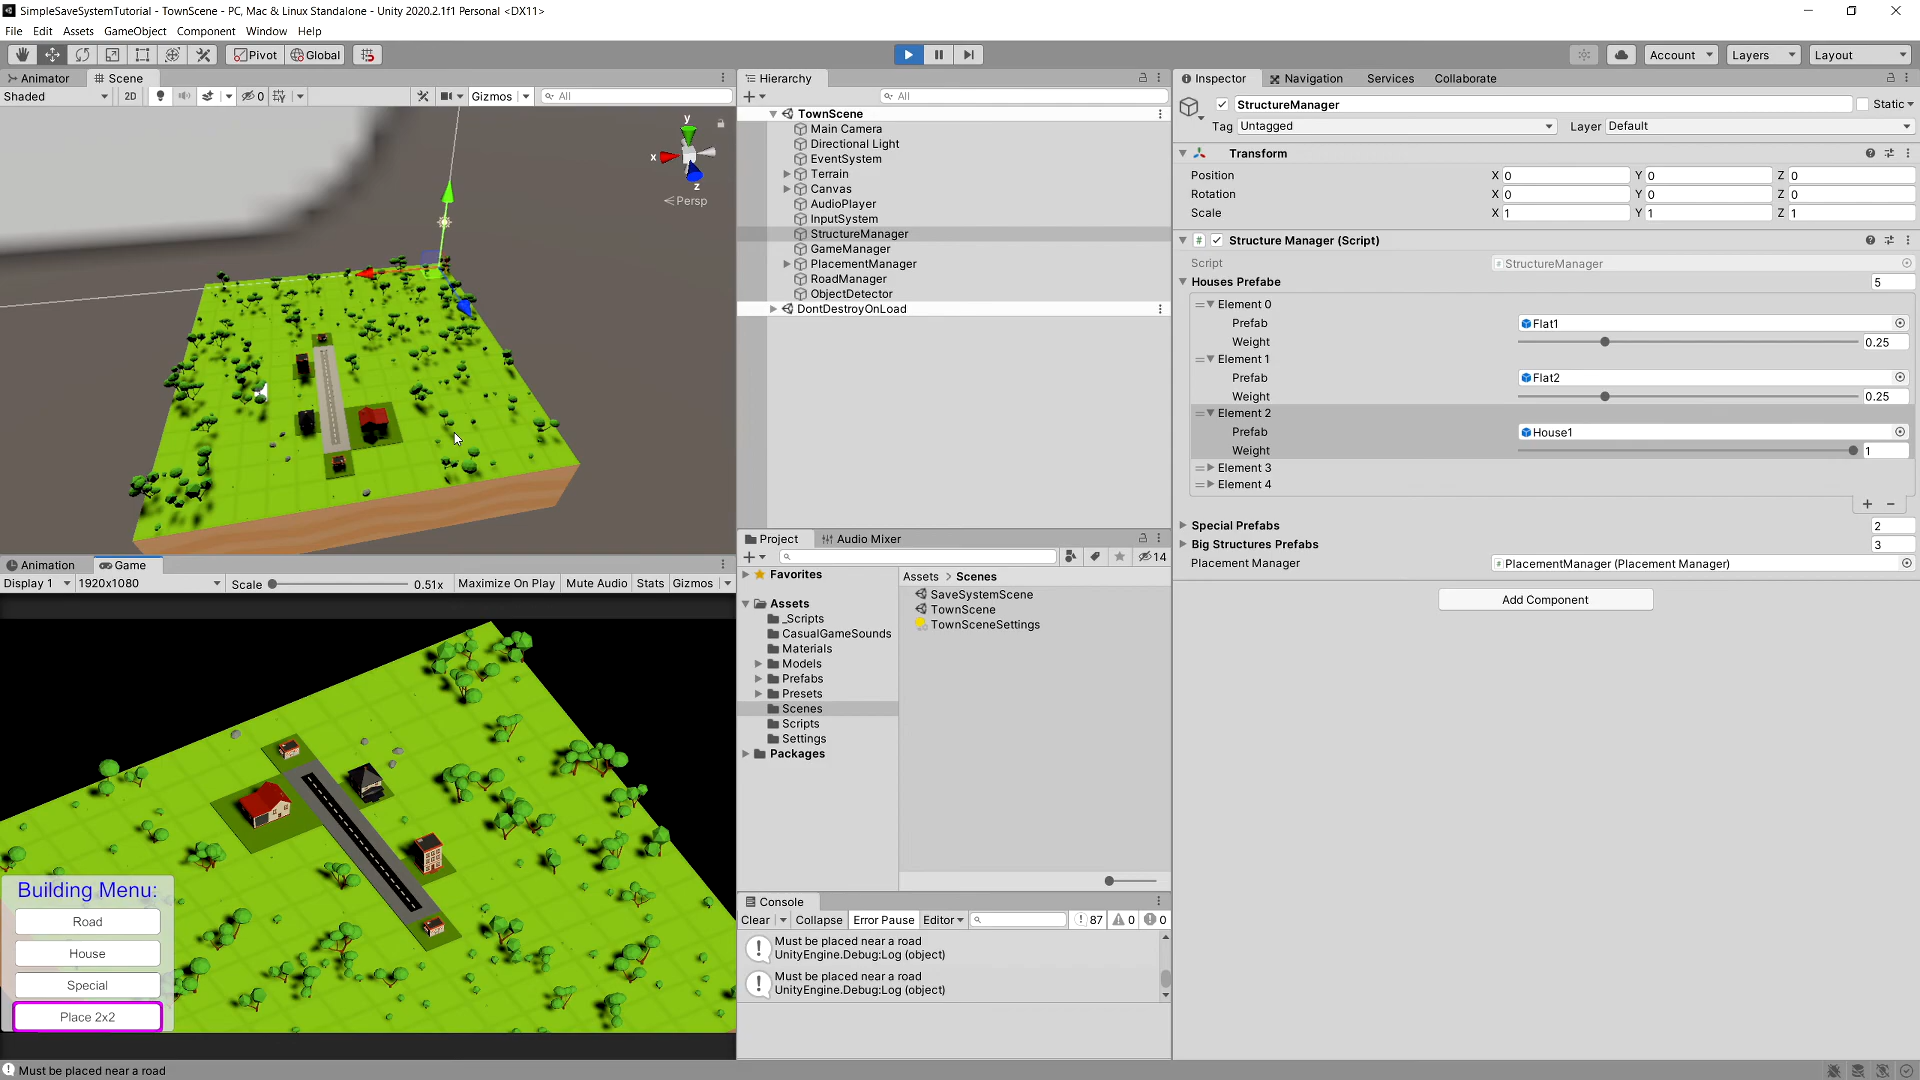 SimpleSaveSystemTutorial - TownScene - PC, Mac & Linux Standalone - Unity 2020.2.1f1 Personal <DX11>
File Edit Assets GameObject Component Window Help
Pivot Global Account Layers Layout
Animator Scene
Shaded 2D 0 Gizmos All
y
x
z
Persp
Animation Game
Display 1 1920x1080 Scale 0.51x Maximize On Play Mute Audio Stats Gizmos
Building Menu:
Road
House
Special
Place 2x2
Hierarchy
All
TownScene
Main Camera
Directional Light
EventSystem
Terrain
Canvas
AudioPlayer
InputSystem
StructureManager
GameManager
PlacementManager
RoadManager
ObjectDetector
DontDestroyOnLoad
Project Audio Mixer
14
Favorites
Assets
_Scripts
CasualGameSounds
Materials
Models
Prefabs
Presets
Scenes
Scripts
Settings
Packages
Assets > Scenes
SaveSystemScene
TownScene
TownSceneSettings
Console
Clear Collapse Error Pause Editor 87 0 0
Must be placed near a road
UnityEngine.Debug:Log (object)
Must be placed near a road
UnityEngine.Debug:Log (object)
Inspector Navigation Services Collaborate
StructureManager Static
Tag Untagged Layer Default
Transform
Position X 0 Y 0 Z 0
Rotation X 0 Y 0 Z 0
Scale X 1 Y 1 Z 1
# Structure Manager (Script)
Script StructureManager
Houses Prefabe 5
Element 0
Prefab Flat1
Weight 0.25
Element 1
Prefab Flat2
Weight 0.25
Element 2
Prefab House1
Weight 1
Element 3
Element 4
+ −
Special Prefabs 2
Big Structures Prefabs 3
Placement Manager PlacementManager (Placement Manager)
Add Component
Must be placed near a road